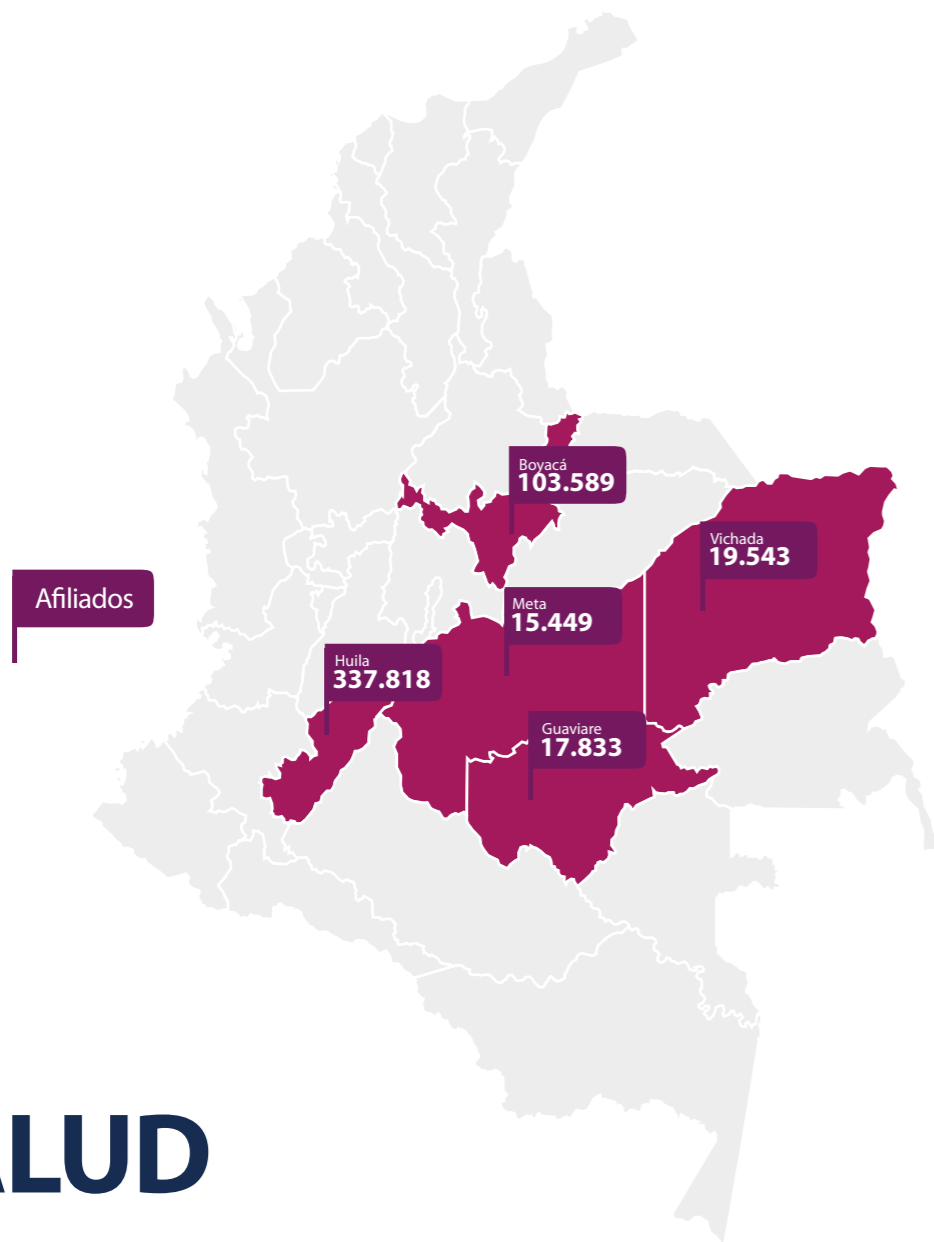 Boyacá
103.589
Vichada
19.543
Afiliados
Meta
15.449
Huila
337.818
Guaviare
17.833
ALUD